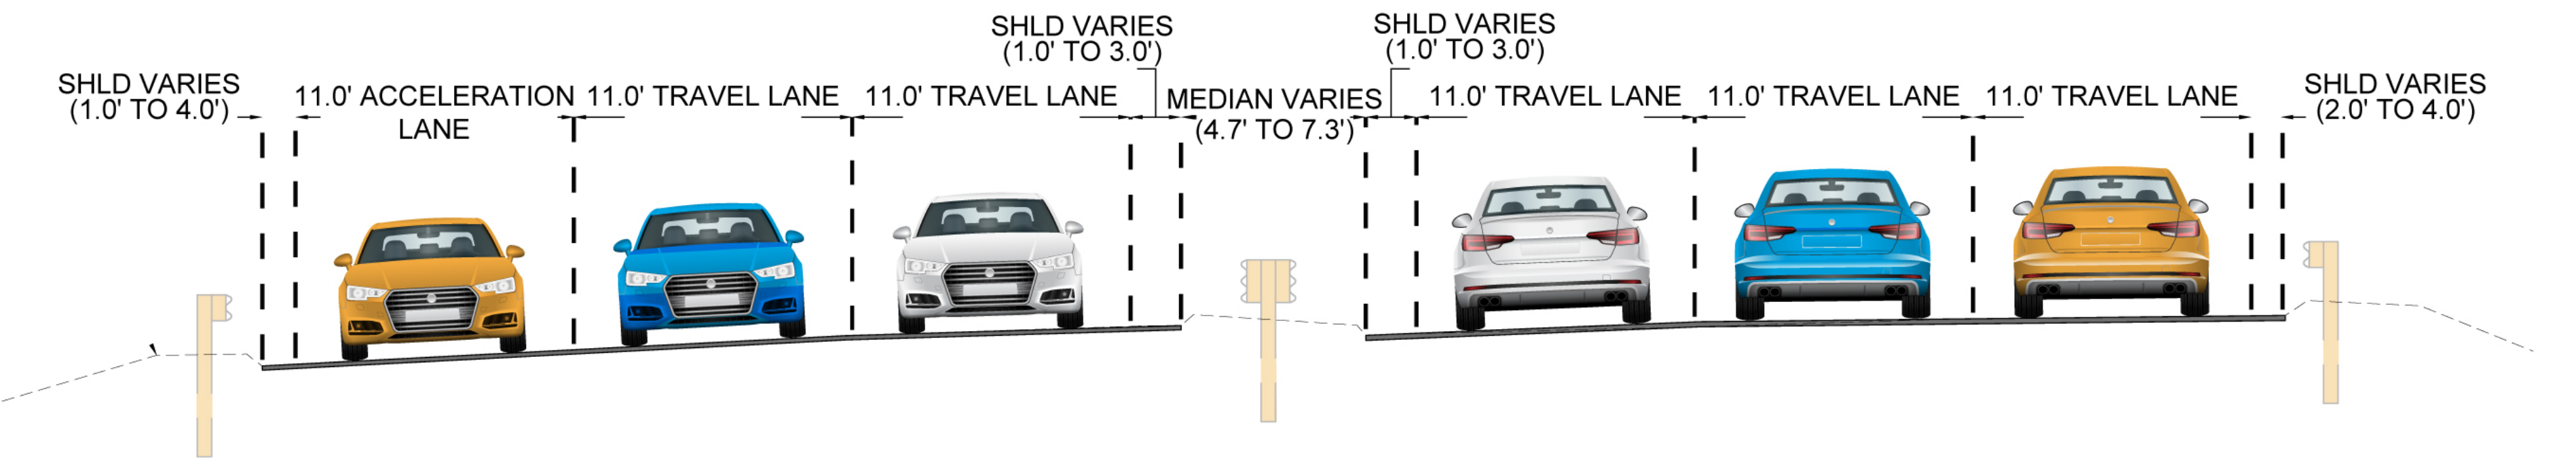 SHLD VARIES
(1.0' TO 4.0')
11.0' ACCELERATION
LANE
11.0' TRAVEL LANE
11.0' TRAVEL LANE
SHLD VARIES
(1.0' TO 3.0')
MEDIAN VARIES
(4.7' TO 7.3')
SHLD VARIES
(1.0' TO 3.0')
11.0' TRAVEL LANE
11.0' TRAVEL LANE
11.0' TRAVEL LANE
SHLD VARIES
(2.0' TO 4.0')